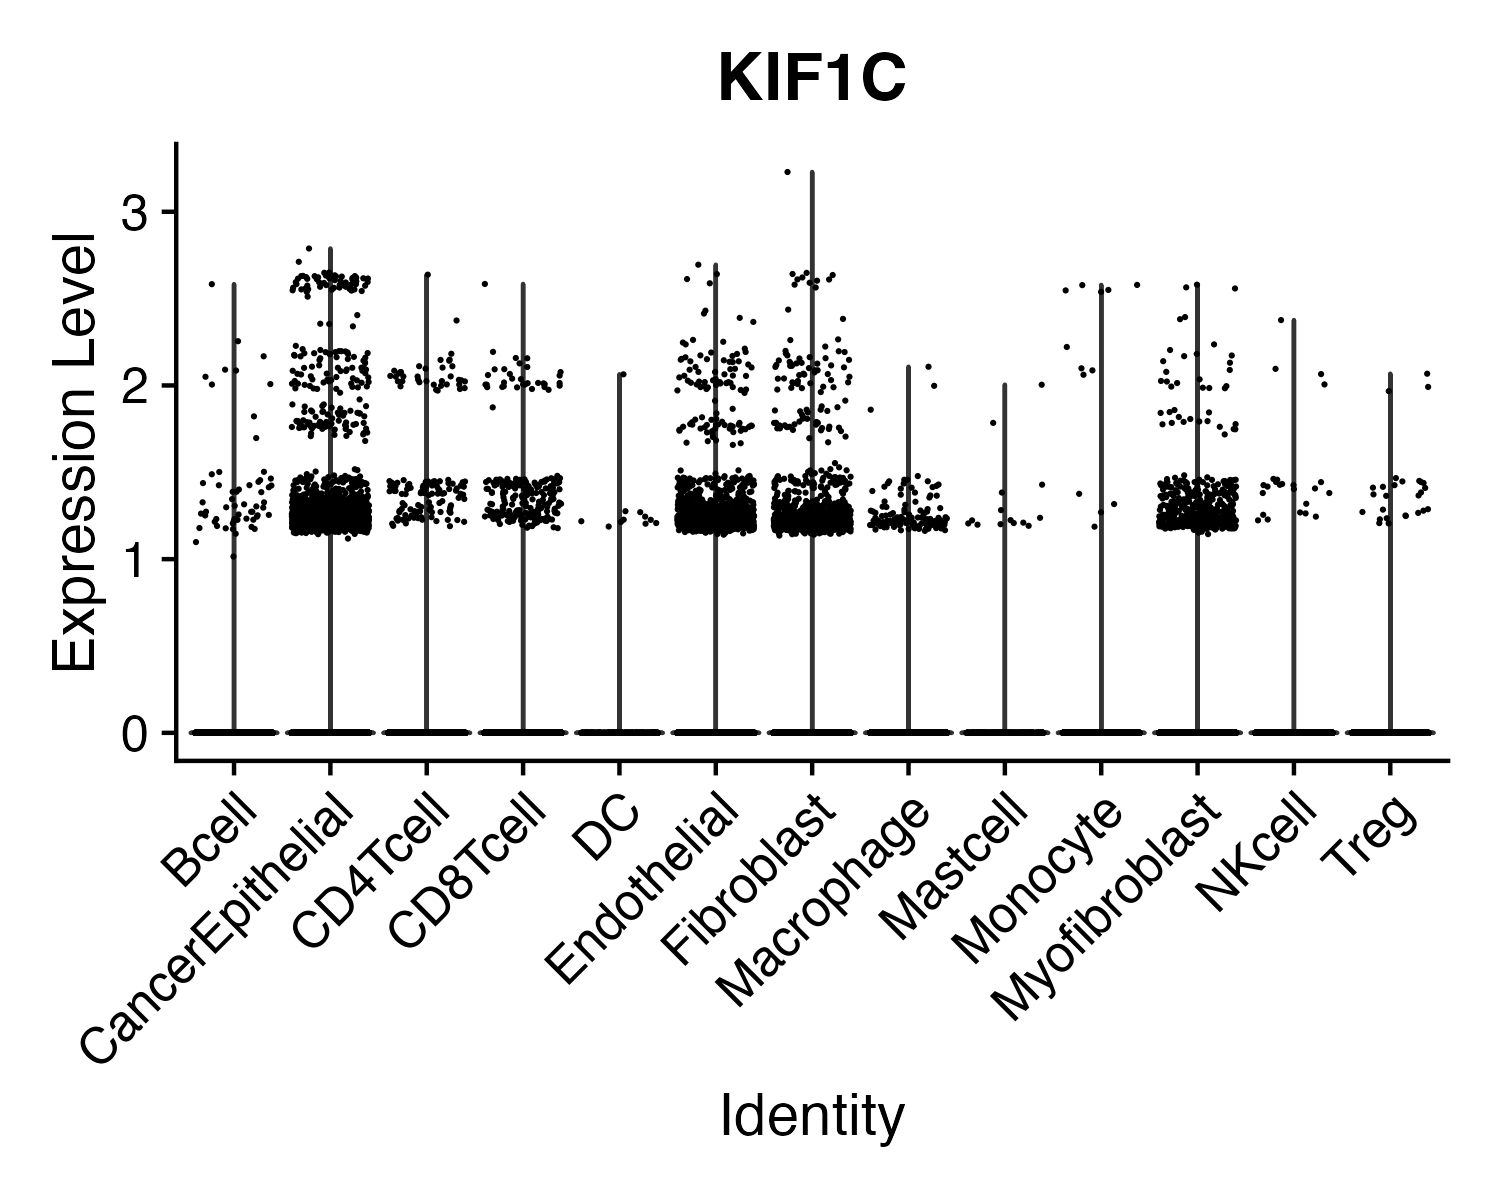 KIF1C
Expression Level
3
2
1
0
Bcell
CancerEpithelial
CD4Tcell
CD8Tcell
DC
Endothelial
Fibroblast
Macrophage
Mastcell
Monocyte
Myofibroblast
NKcell
Treg
Identity